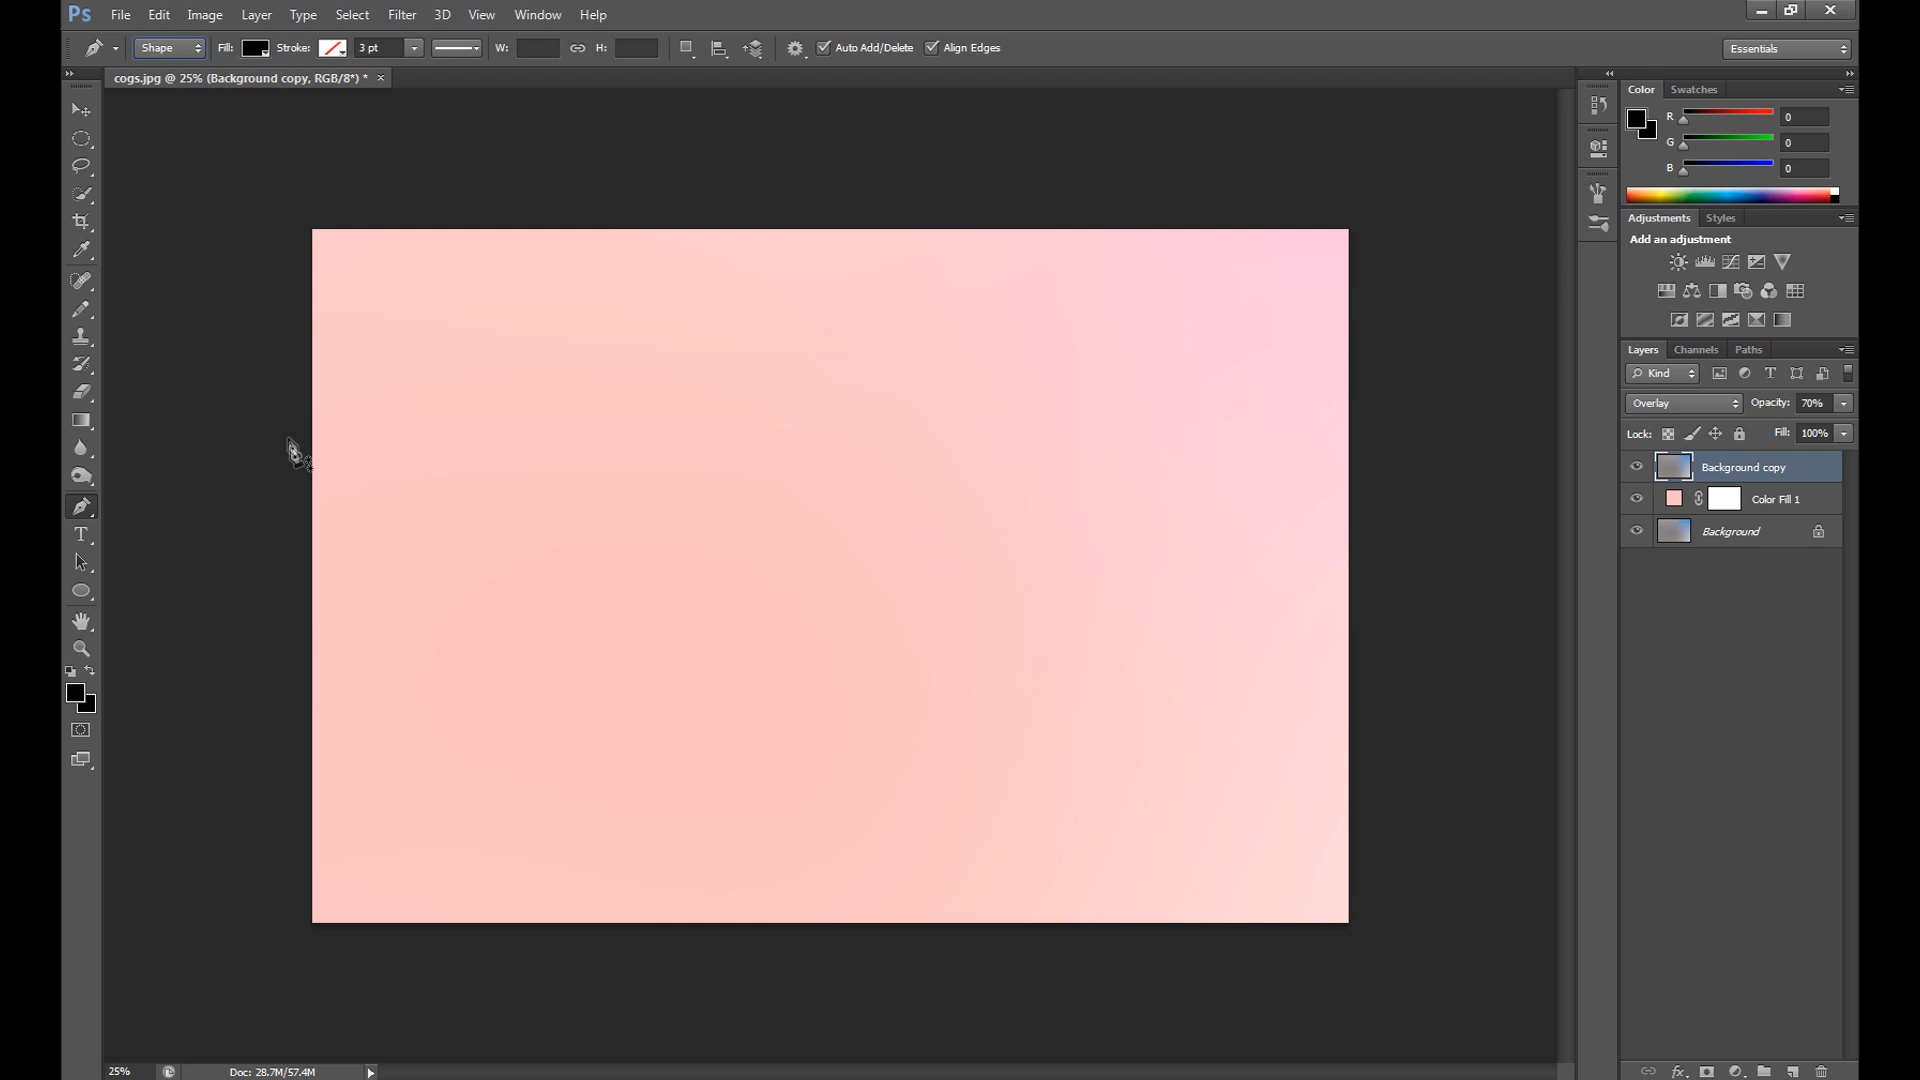 Ps File Edit Image Layer Type Select Filter 3D View Window Help
Shape Fill: Stroke: 3 pt W: H: Auto Add/Delete Align Edges Essentials
cogs.jpg @ 25% (Background copy, RGB/8*) * ×
Color Swatches
R 0
G 0
B 0
Adjustments Styles
Add an adjustment
Layers Channels Paths
Kind
Overlay Opacity: 70%
Lock: Fill: 100%
Background copy
Color Fill 1
Background
T
25% Doc: 28.7M/57.4M
fx